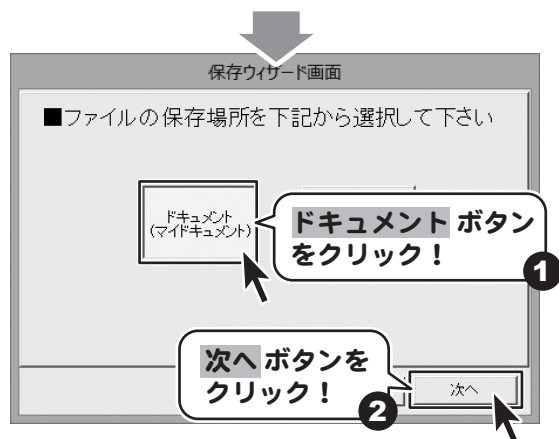 保存ウィザード画面
■ファイルの保存場所を下記から選択して下さい
ドキュメント
(マイドキュメント)
ドキュメント ボタン
をクリック！
1
次へ ボタンを
クリック！
2
次へ